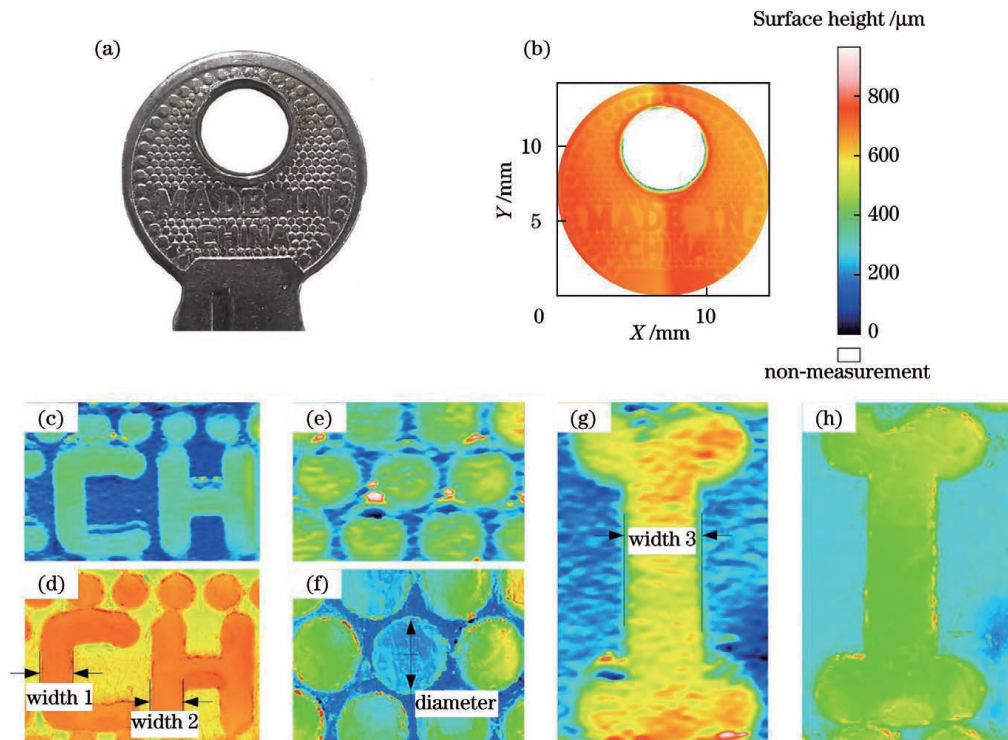 Surface height /μm
(a)
MADE IN
CHINA
(b)
10
5
0
10
Y /mm
X /mm
MADE IN
CHINA
800
600
400
200
0
non-measurement
(c)
(e)
(g)
(h)
width 3
(d)
(f)
width 1
width 2
diameter